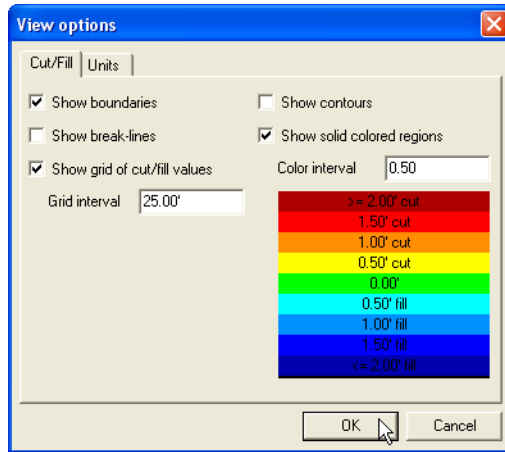 View options
Cut/Fill Units
Show boundaries
Show contours
Show break-lines
Show solid colored regions
Show grid of cut/fill values
Color interval 0.50
Grid interval 25.00'
>= 2.00' cut
1.50' cut
1.00' cut
0.50' cut
0.00'
0.50' fill
1.00' fill
1.50' fill
<= 2.00' fill
OK
Cancel